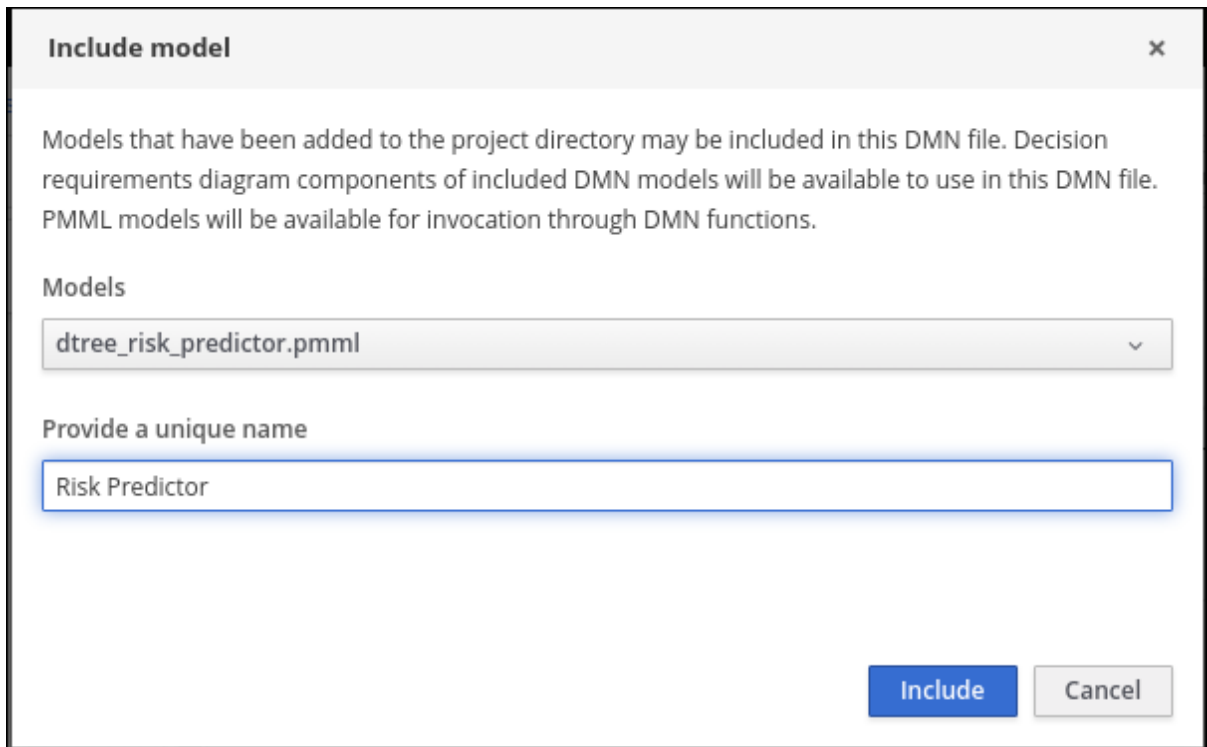 Include model
Models that have been added to the project directory may be included in this DMN file. Decision
requirements diagram components of included DMN models will be available to use in this DMN file.
PMML models will be available for invocation through DMN functions.
Models
dtree_risk_predictor.pmml
Provide a unique name
Risk Predictor
Include Cancel